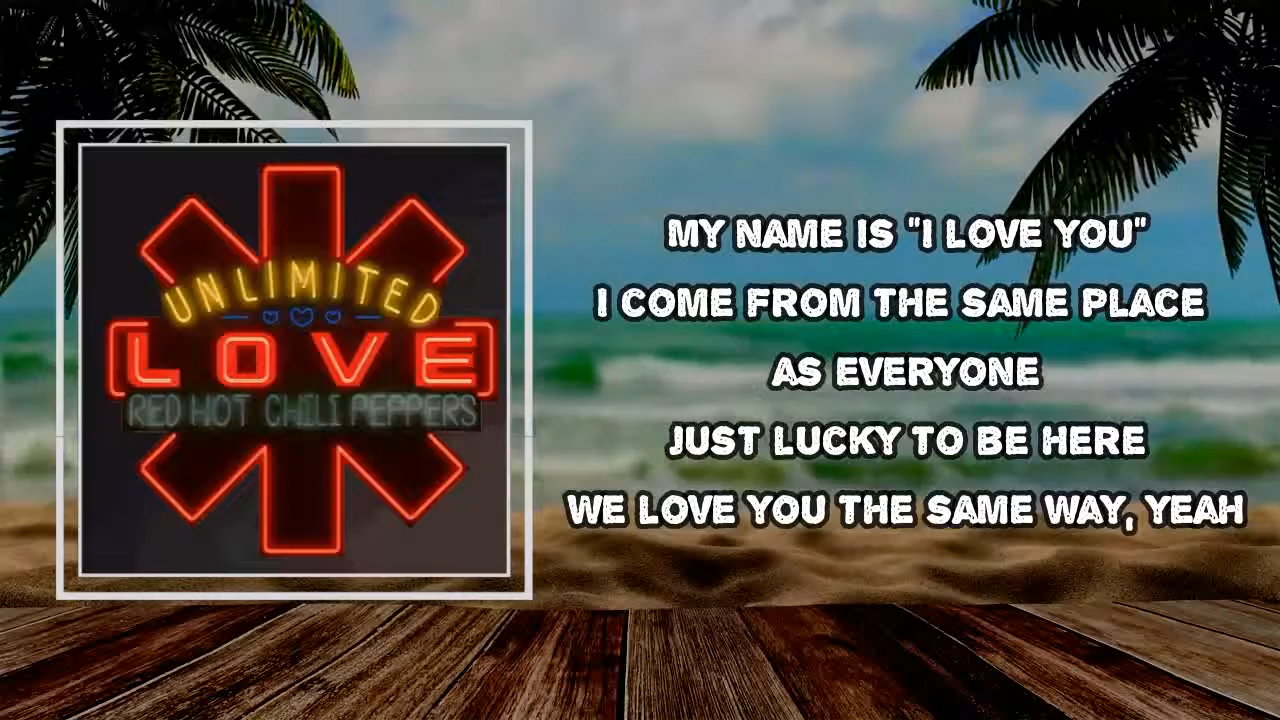 UNLIMITED
LOVE
RED HOT CHILI PEPPERS
MY NAME IS "I LOVE YOU"
I COME FROM THE SAME PLACE
AS EVERYONE
JUST LUCKY TO BE HERE
WE LOVE YOU THE SAME WAY, YEAH